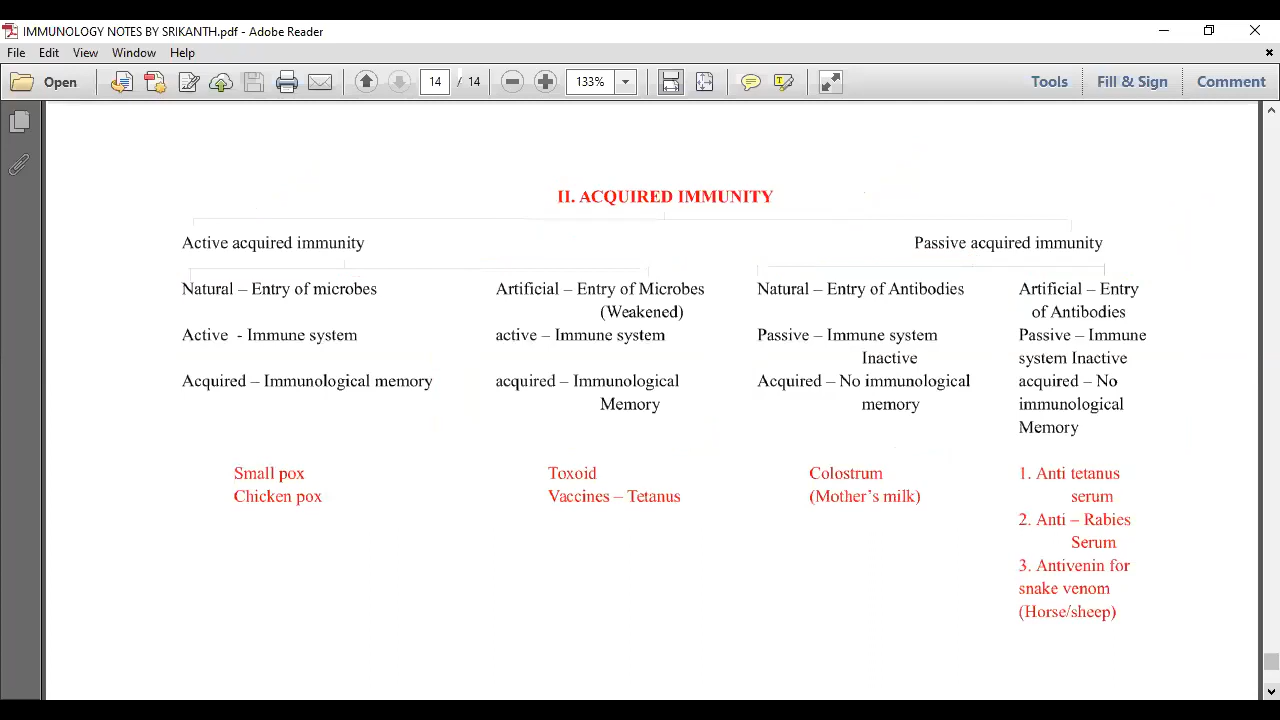 IMMUNOLOGY NOTES BY SRIKANTH.pdf - Adobe Reader
File Edit View Window Help
Open 14 / 14 133% Tools Fill & Sign Comment
II. ACQUIRED IMMUNITY
Active acquired immunity Passive acquired immunity
Natural – Entry of microbes Artificial – Entry of Microbes Natural – Entry of Antibodies Artificial – Entry
(Weakened) of Antibodies
Active - Immune system active – Immune system Passive – Immune system Passive – Immune
Inactive system Inactive
Acquired – Immunological memory acquired – Immunological Acquired – No immunological acquired – No
Memory memory immunological
Memory
Small pox Toxoid Colostrum 1. Anti tetanus
Chicken pox Vaccines – Tetanus (Mother’s milk) serum
2. Anti – Rabies
Serum
3. Antivenin for
snake venom
(Horse/sheep)